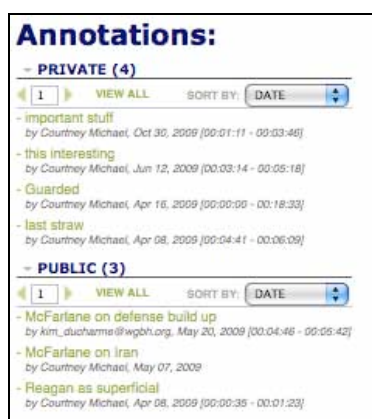 Annotations:
PRIVATE (4)
1 VIEW ALL SORT BY: DATE
- important stuff
by Courtney Michael, Oct 30, 2009 [00:01:11 - 00:03:46]
- this interesting
by Courtney Michael, Jun 12, 2009 [00:03:14 - 00:05:18]
- Guarded
by Courtney Michael, Apr 16, 2009 [00:00:06 - 00:18:33]
- last straw
by Courtney Michael, Apr 08, 2009 [00:04:41 - 00:06:09]
PUBLIC (3)
1 VIEW ALL SORT BY: DATE
- McFarlane on defense build up
by kim_ducharme@wgbh.org, May 20, 2009 [00:04:46 - 00:05:42]
- McFarlane on Iran
by Courtney Michael, May 07, 2009
- Reagan as superficial
by Courtney Michael, Apr 08, 2009 [00:00:35 - 00:01:23]